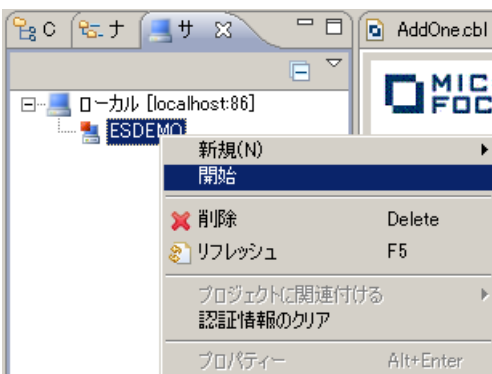 C ナ サ
AddOne.cbl
MIC
FOC
ローカル [localhost:86]
ESDEMO
新規(N)
開始
削除 Delete
リフレッシュ F5
プロジェクトに関連付ける
認証情報のクリア
プロパティー Alt+Enter